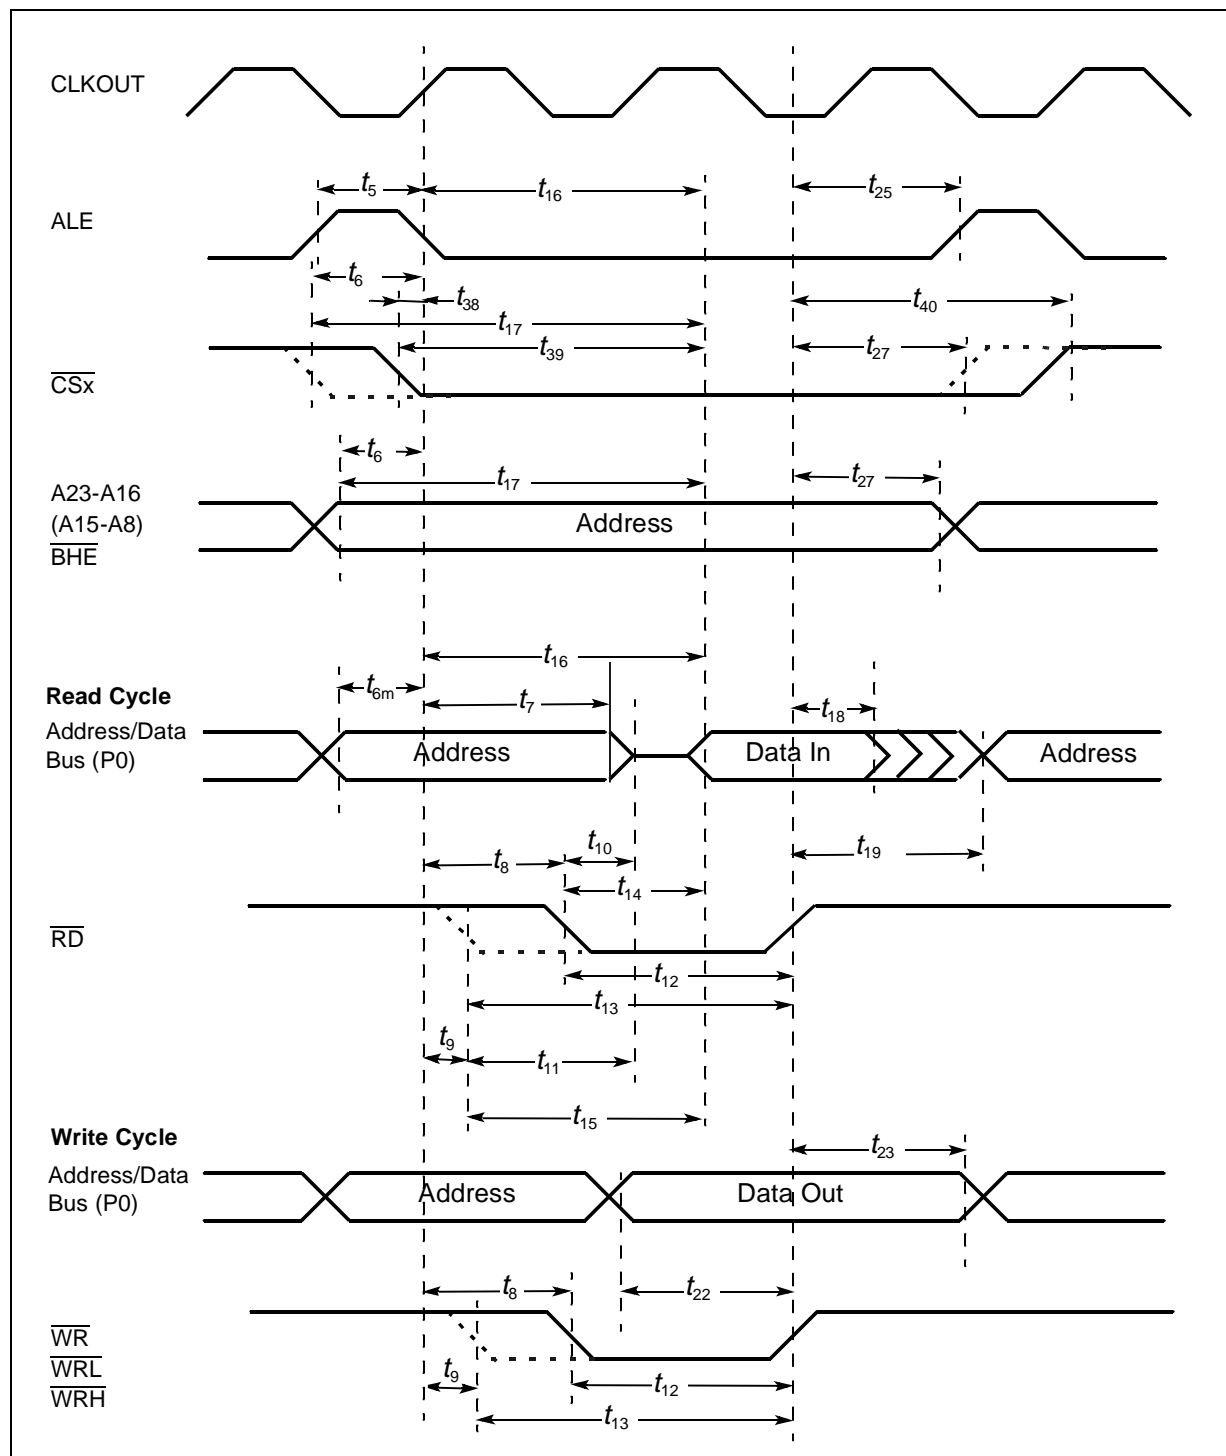 CLKOUT
t5 t16 t25
ALE
t6
t38 t40
t17
t39 t27
CSx
t6
t17 t27
A23-A16
(A15-A8) Address
BHE
t16
Read Cycle t6m
t7 t18
Address/Data
Bus (P0) Address Data In Address
t10
t8 t19
t14
RD
t12
t13
t9
t11
t15
Write Cycle
t23
Address/Data
Bus (P0) Address Data Out
t8 t22
WR
WRL
t9 t12
WRH
t13